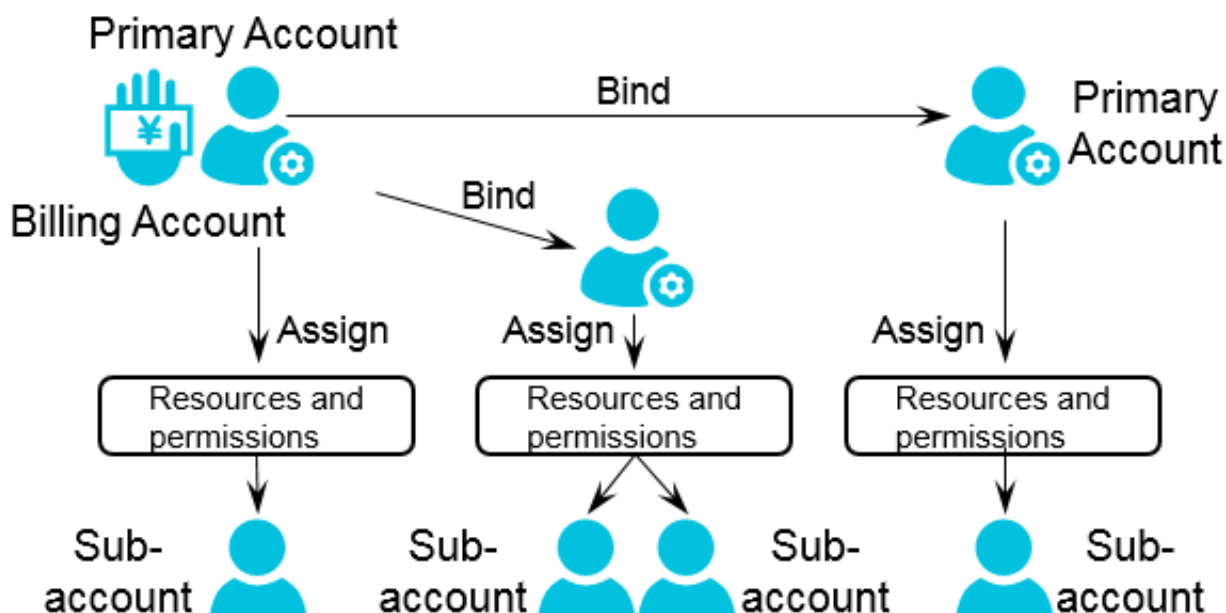 Primary Account
¥
Bind
Primary
Account
Billing Account
Bind
Assign
Assign
Assign
Resources and
permissions
Resources and
permissions
Resources and
permissions
Sub-
account
Sub-
account
Sub-
account
Sub-
account